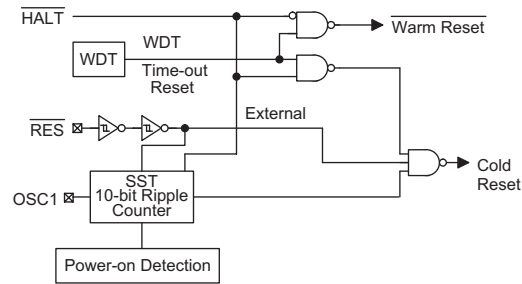 HALT
WDT
WDT
Time-out
Reset
Warm Reset
RES
External
Cold
Reset
OSC1
SST
10-bit Ripple
Counter
Power-on Detection